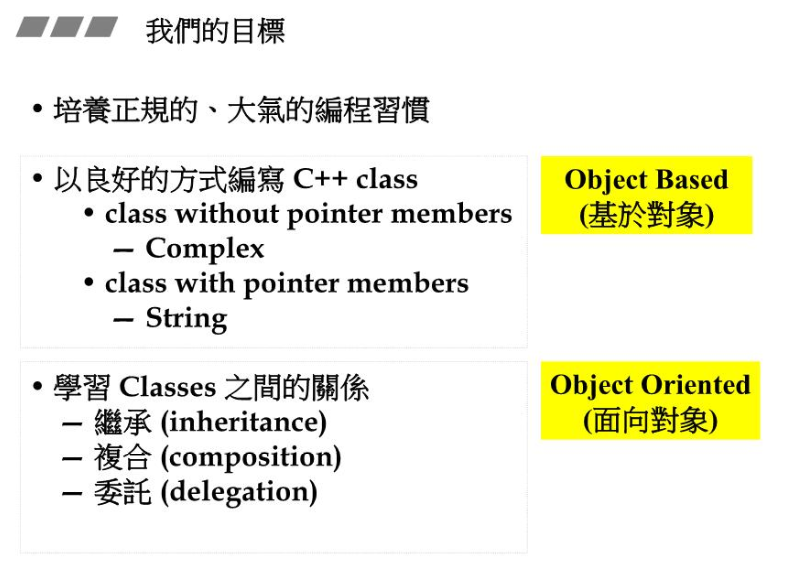 我們的目標
• 培養正規的、大氣的編程習慣
• 以良好的方式編寫 C++ class
• class without pointer members
— Complex
• class with pointer members
— String
Object Based
(基於對象)
• 學習 Classes 之間的關係
— 繼承 (inheritance)
— 複合 (composition)
— 委託 (delegation)
Object Oriented
(面向對象)